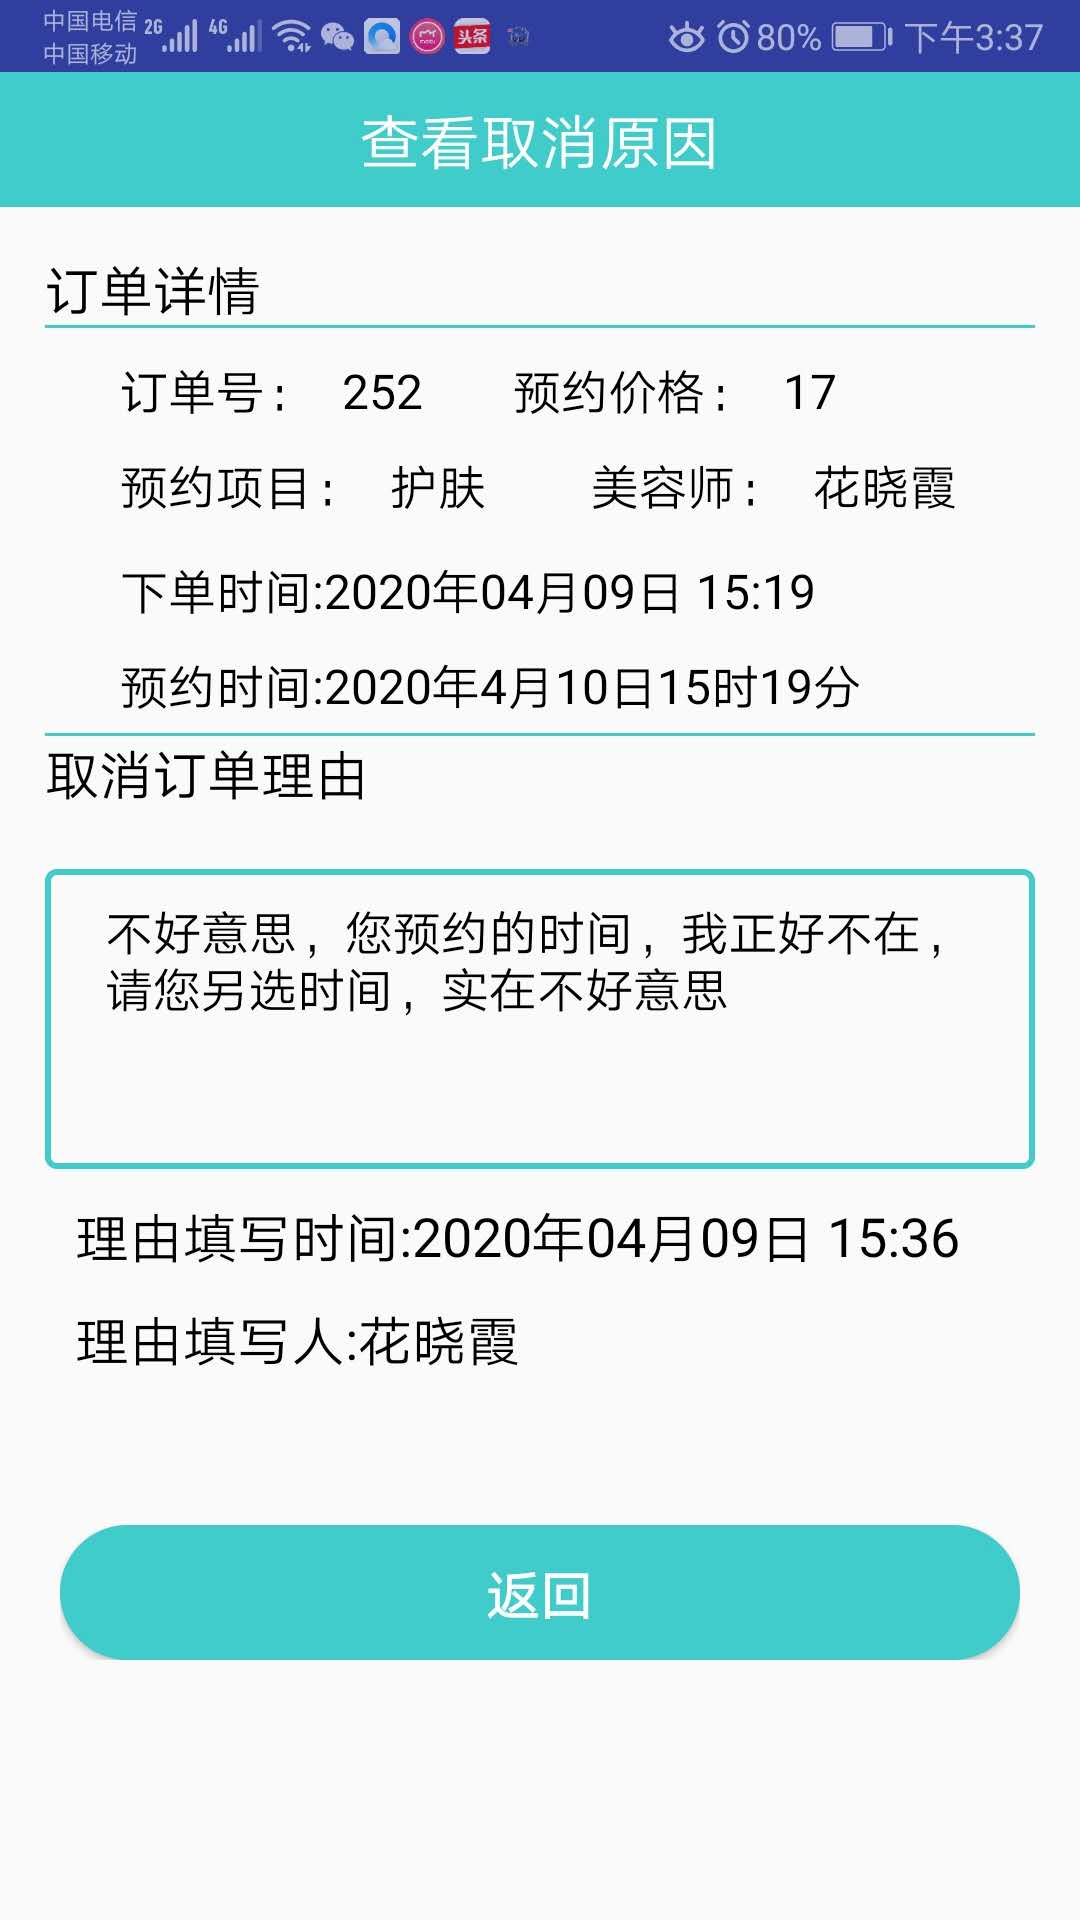 中国电信 2G 4G 80% 下午3:37
中国移动
头条
查看取消原因
订单详情
订单号: 252 预约价格: 17
预约项目: 护肤 美容师: 花晓霞
下单时间:2020年04月09日 15:19
预约时间:2020年4月10日15时19分
取消订单理由
不好意思，您预约的时间，我正好不在，
请您另选时间，实在不好意思
理由填写时间:2020年04月09日 15:36
理由填写人:花晓霞
返回